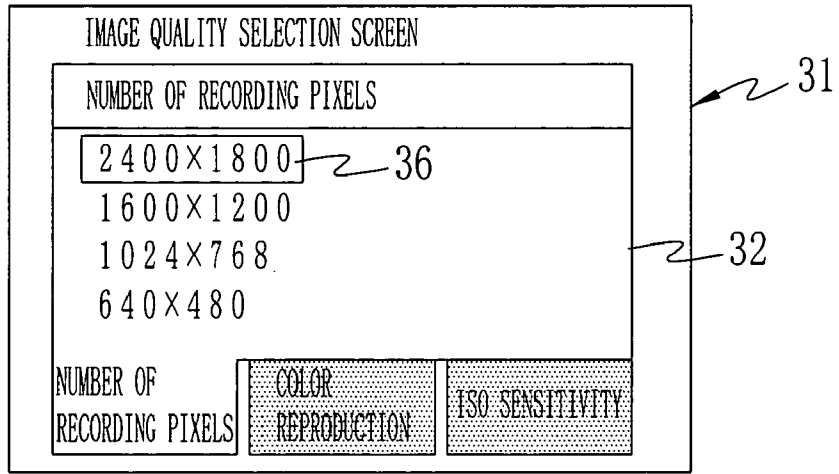 IMAGE QUALITY SELECTION SCREEN
NUMBER OF RECORDING PIXELS
31
2400×1800
36
1600×1200
1024×768
32
640×480
NUMBER OF
RECORDING PIXELS
COLOR
REPRODUCTION
ISO SENSITIVITY